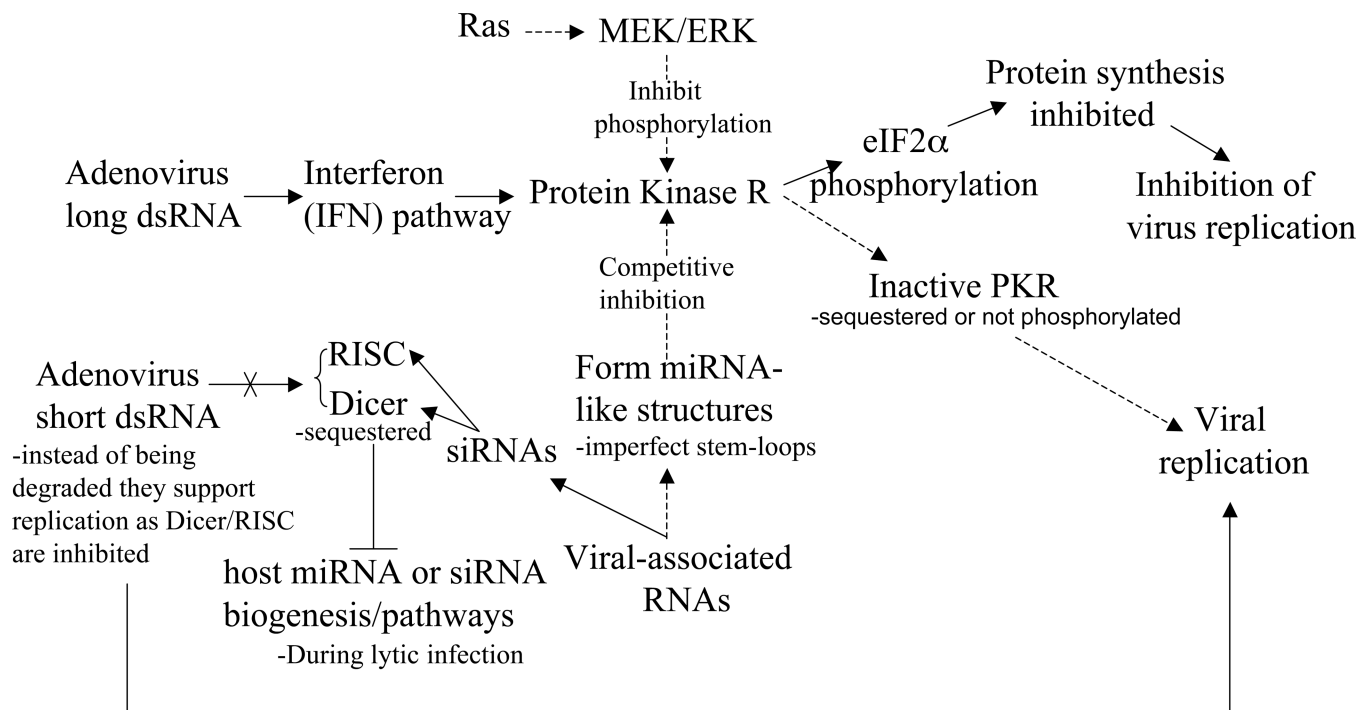 Ras
MEK/ERK
Inhibit
phosphorylation
Protein synthesis
inhibited
eIF2α
phosphorylation
Adenovirus
long dsRNA
Interferon
(IFN) pathway
Protein Kinase R
Inhibition of
virus replication
Competitive
inhibition
Inactive PKR
-sequestered or not phosphorylated
Adenovirus
short dsRNA
-instead of being
degraded they support
replication as Dicer/RISC
are inhibited
RISC
Dicer
-sequestered
siRNAs
Form miRNA-
like structures
-imperfect stem-loops
Viral
replication
host miRNA or siRNA
biogenesis/pathways
-During lytic infection
Viral-associated
RNAs